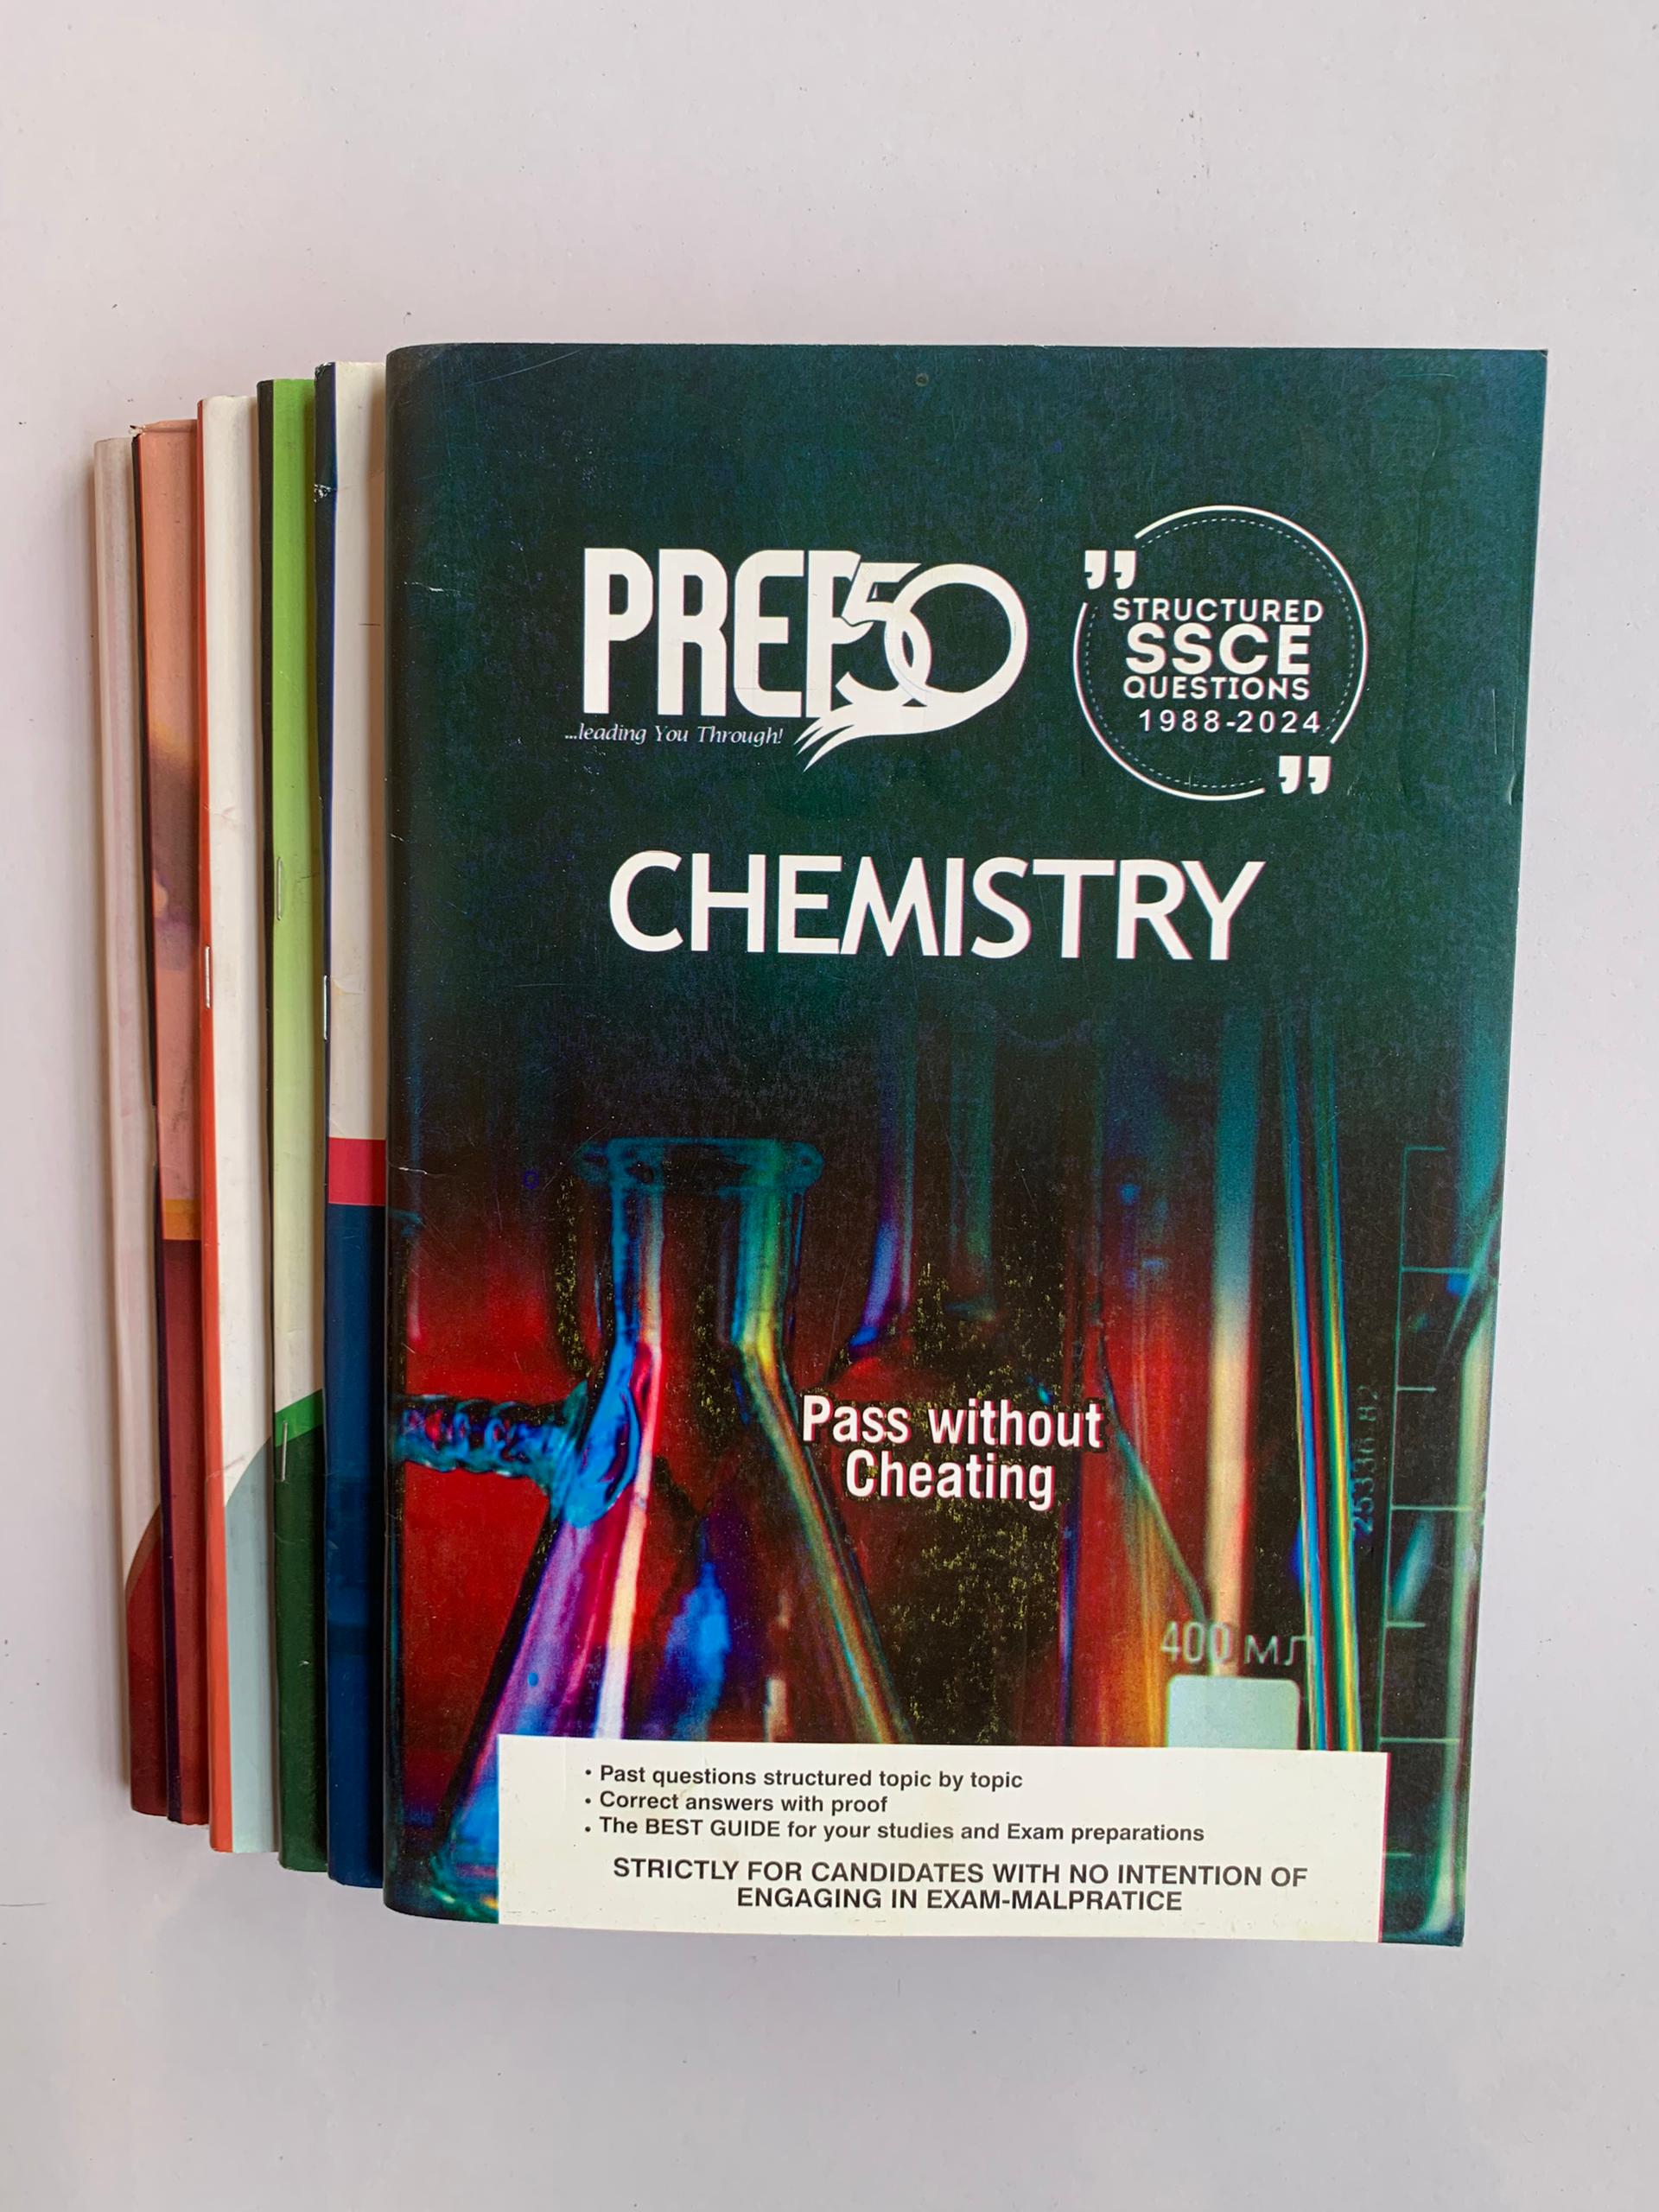 PREP50
...leading You Through!
”
STRUCTURED
SSCE
QUESTIONS
1988-2024
”
CHEMISTRY
Pass without
Cheating
25336.82
400 МЛ
• Past questions structured topic by topic
• Correct answers with proof
• The BEST GUIDE for your studies and Exam preparations
STRICTLY FOR CANDIDATES WITH NO INTENTION OF
ENGAGING IN EXAM-MALPRATICE